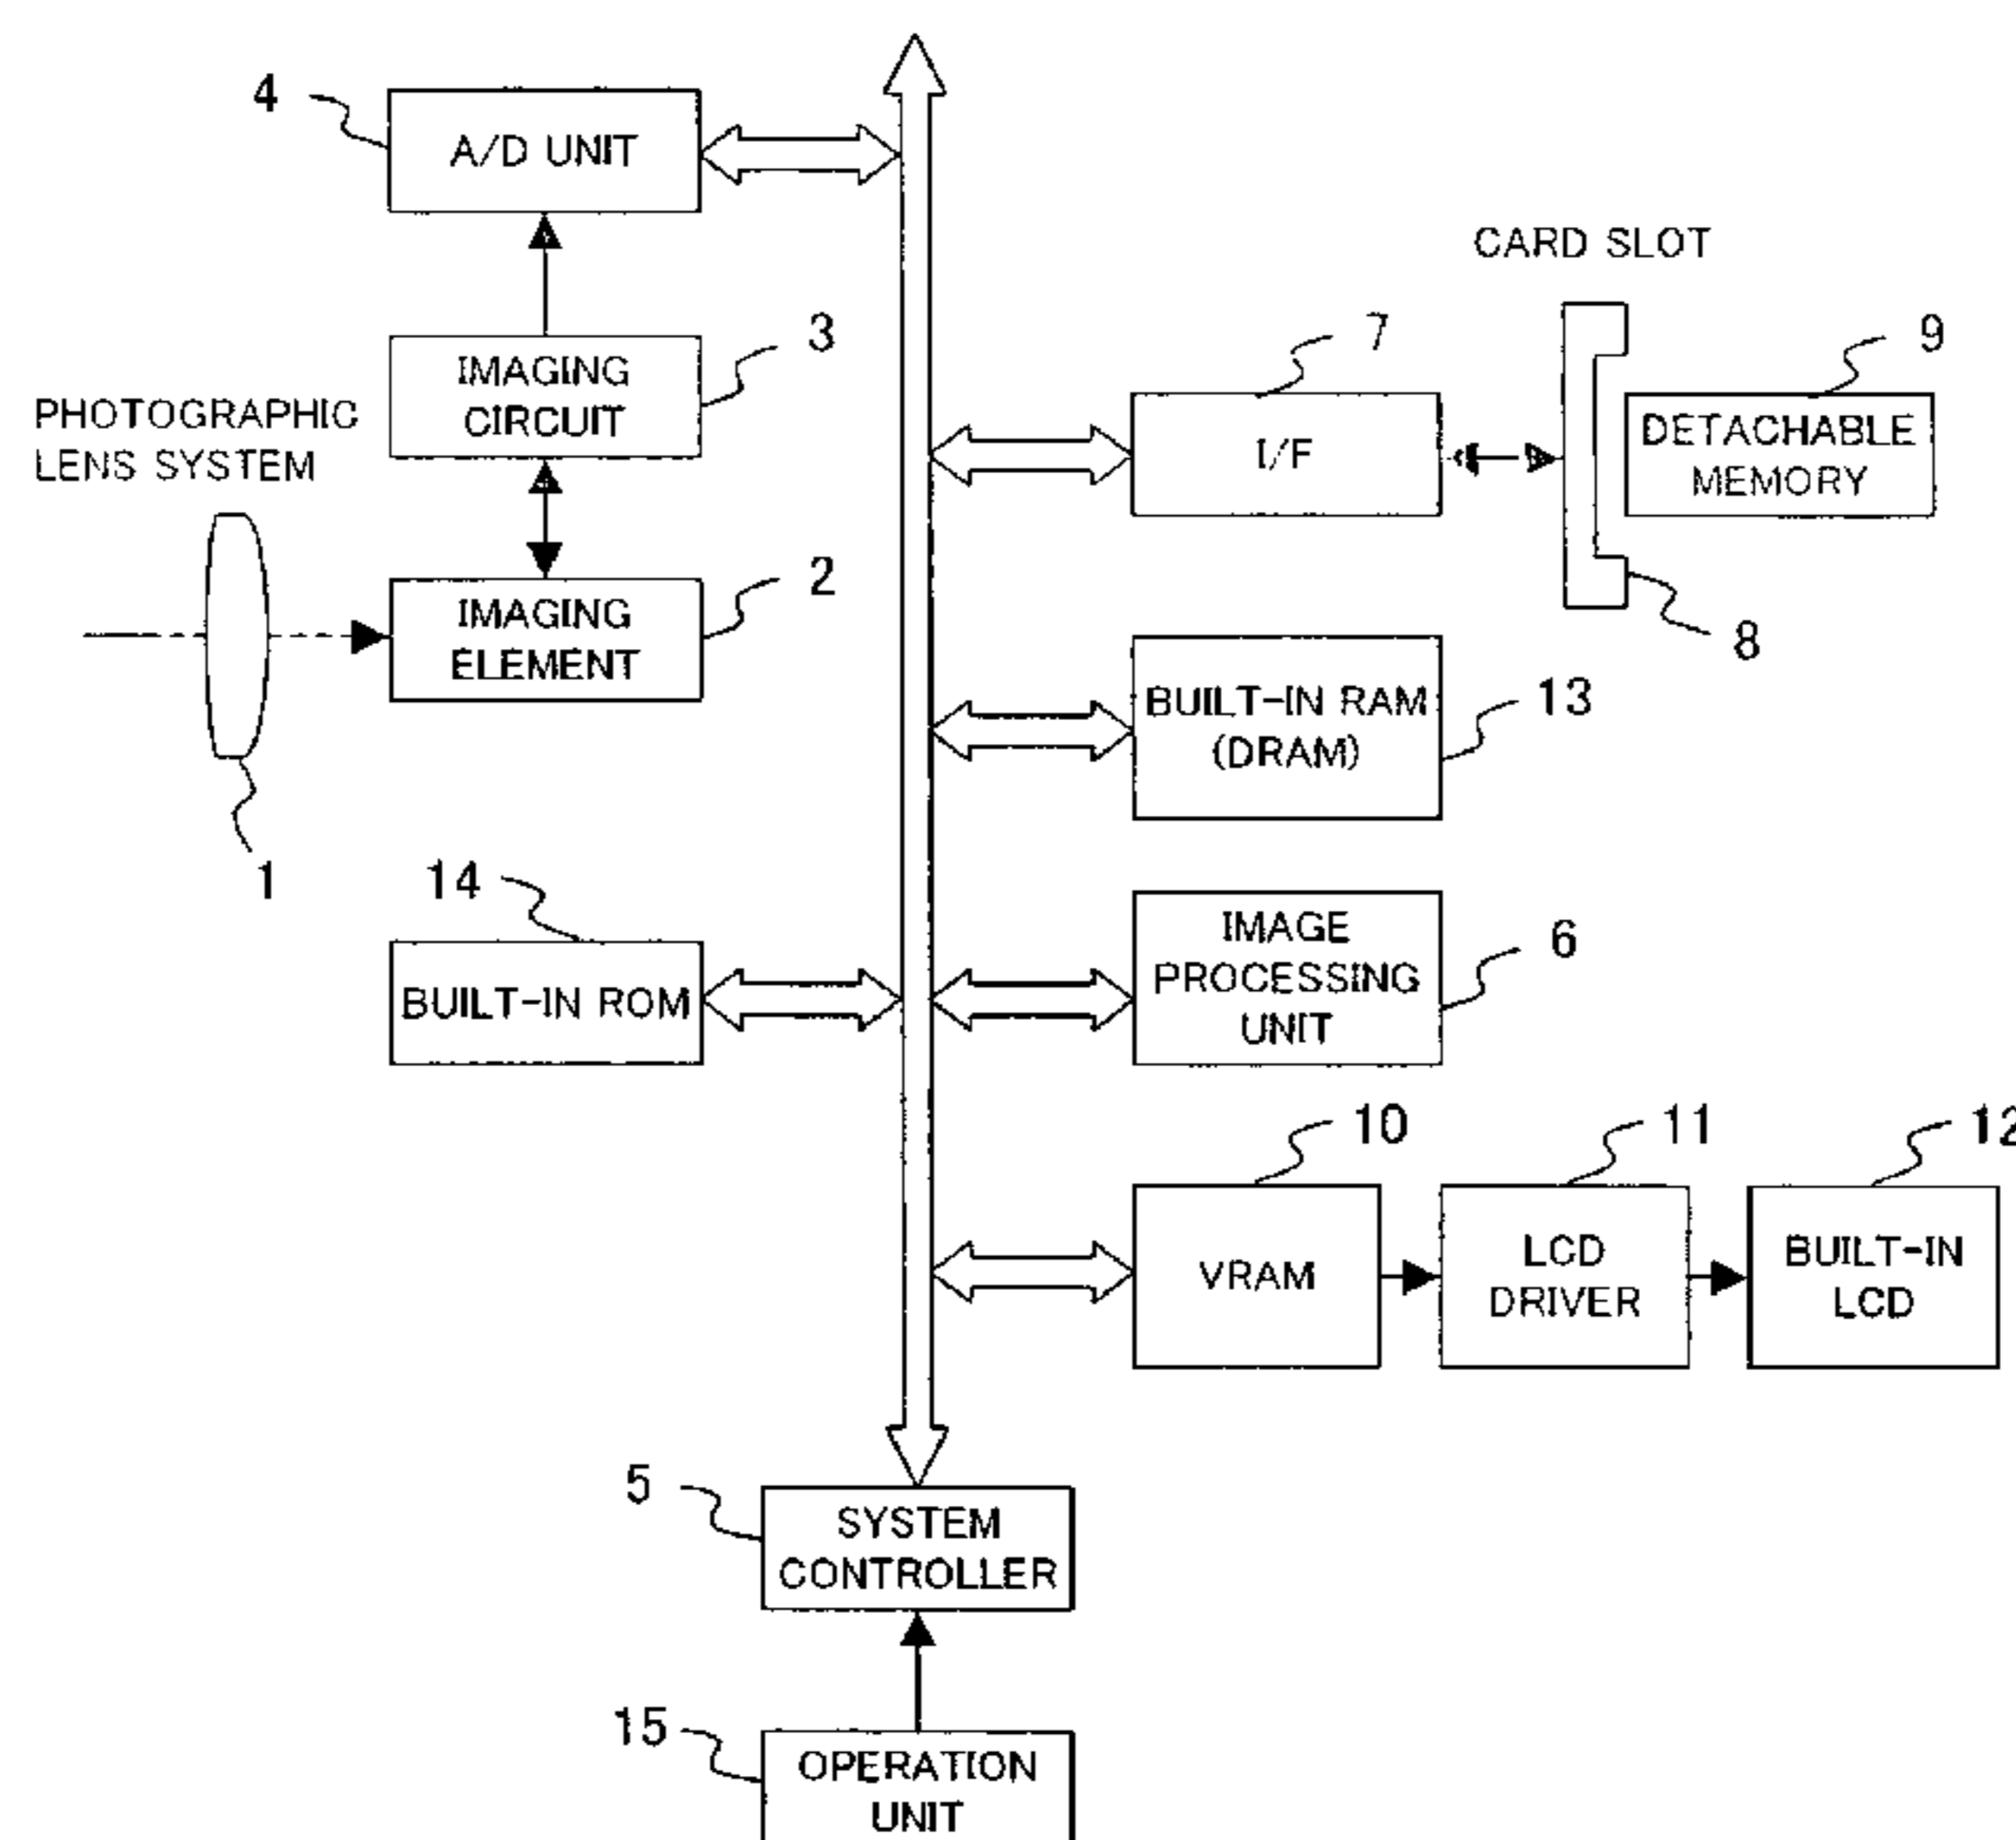 4
A/D UNIT
CARD SLOT
3
7
9
IMAGING
CIRCUIT
PHOTOGRAPHIC
LENS SYSTEM
I/F
DETACHABLE
MEMORY
2
IMAGING
ELEMENT
8
BUILT-IN RAM
(DRAM)
13
1
14
IMAGE
PROCESSING
UNIT
6
BUILT-IN ROM
10
11
12
VRAM
LCD
DRIVER
BUILT-IN
LCD
5
SYSTEM
CONTROLLER
15
OPERATION
UNIT